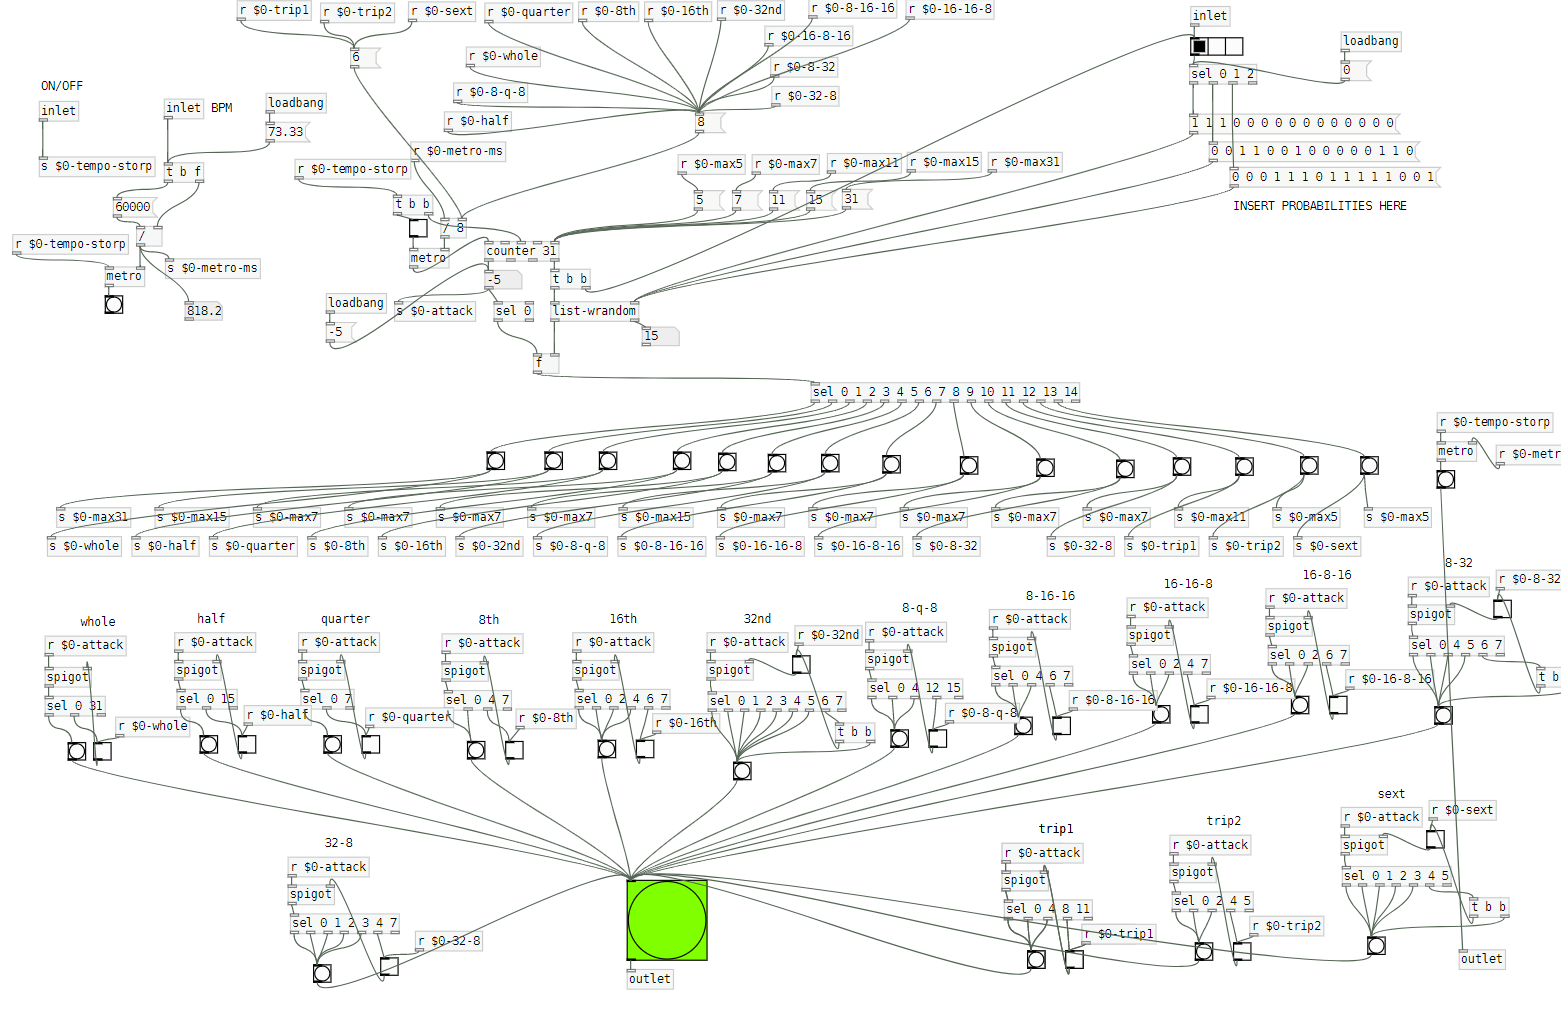 r $0-trip1
r $0-trip2
r $0-sext
r $0-quarter
r $0-8th
r $0-16th
r $0-32nd
r $0-8-16-16
r $0-16-16-8
inlet
r $0-16-8-16
loadbang
6
r $0-whole
r $0-8-32
0
sel 0 1 2
ON/OFF
r $0-8-q-8
r $0-32-8
inlet
inlet
BPM
loadbang
73.33
r $0-half
8
1 1 1 0 0 0 0 0 0 0 0 0 0 0 0
r $0-metro-ms
0 0 1 1 0 0 1 0 0 0 0 0 1 1 0
s $0-tempo-storp
t b f
r $0-tempo-storp
r $0-max5
r $0-max7
r $0-max11
r $0-max15
r $0-max31
0 0 0 1 1 1 0 1 1 1 1 1 0 0 1
60000
t b b
5
7
11
15
31
INSERT PROBABILITIES HERE
r $0-tempo-storp
/
/ 8
metro
s $0-metro-ms
metro
counter 31
-5
t b b
818.2
loadbang
s $0-attack
sel 0
list-wrandom
-5
15
f
sel 0 1 2 3 4 5 6 7 8 9 10 11 12 13 14
r $0-tempo-storp
metro
r $0-metr
s $0-max31
s $0-max15
s $0-max7
s $0-max7
s $0-max7
s $0-max7
s $0-max15
s $0-max7
s $0-max7
s $0-max7
s $0-max7
s $0-max7
s $0-max11
s $0-max5
s $0-max5
s $0-whole
s $0-half
s $0-quarter
s $0-8th
s $0-16th
s $0-32nd
s $0-8-q-8
s $0-8-16-16
s $0-16-16-8
s $0-16-8-16
s $0-8-32
s $0-32-8
s $0-trip1
s $0-trip2
s $0-sext
whole
r $0-attack
spigot
sel 0 31
r $0-whole
half
r $0-attack
spigot
sel 0 15
r $0-half
quarter
r $0-attack
spigot
sel 0 7
r $0-quarter
8th
r $0-attack
spigot
sel 0 4 7
r $0-8th
16th
r $0-attack
spigot
sel 0 2 4 6 7
r $0-16th
32nd
r $0-attack
r $0-32nd
spigot
sel 0 1 2 3 4 5 6 7
t b b
8-q-8
r $0-attack
spigot
sel 0 4 12 15
r $0-8-q-8
8-16-16
r $0-attack
spigot
sel 0 4 6 7
r $0-8-16-16
16-16-8
r $0-attack
spigot
sel 0 2 4 7
r $0-16-16-8
16-8-16
r $0-attack
spigot
sel 0 2 6 7
r $0-16-8-16
8-32
r $0-attack
r $0-8-32
spigot
sel 0 4 5 6 7
t b
32-8
r $0-attack
spigot
sel 0 1 2 3 4 7
r $0-32-8
outlet
trip1
r $0-attack
spigot
sel 0 4 8 11
r $0-trip1
trip2
r $0-attack
spigot
sel 0 2 4 5
r $0-trip2
sext
r $0-attack
r $0-sext
spigot
sel 0 1 2 3 4 5
t b b
outlet